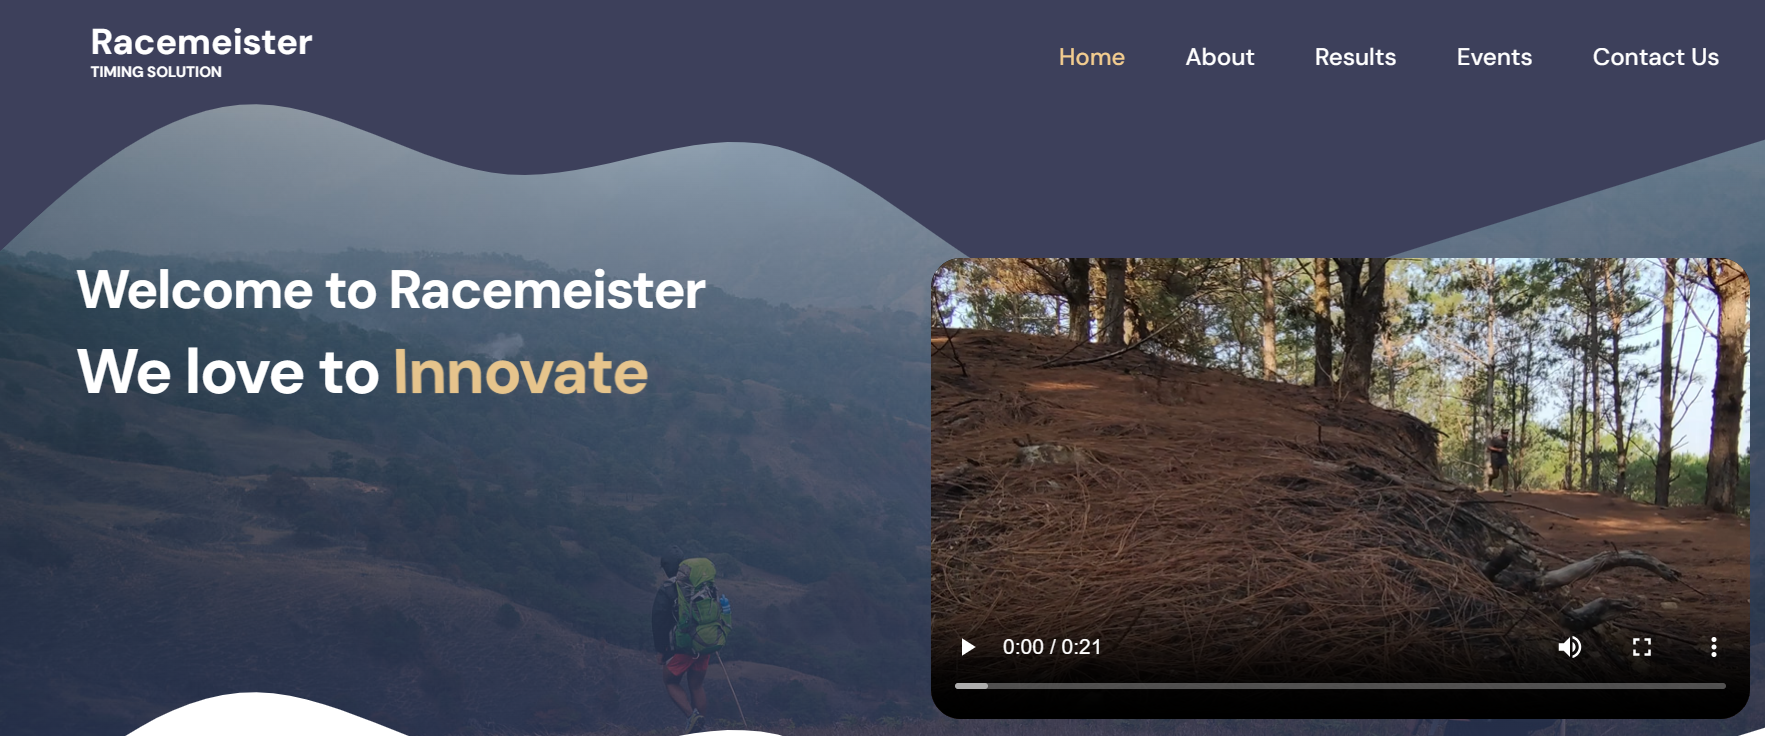 Racemeister
TIMING SOLUTION
Home About Results Events Contact Us
Welcome to Racemeister
We love to Innovate
0:00 / 0:21